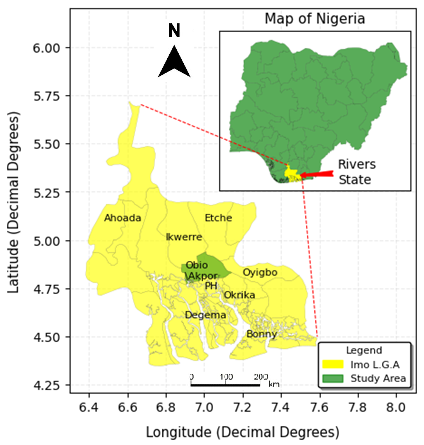 Map of Nigeria
N
Rivers
State
6.00
5.75
5.50
5.25
5.00
4.75
4.50
4.25
Latitude (Decimal Degrees)
Ahoada
Etche
Ikwerre
Obio
\Akpor
Oyigbo
PH
Okrika
Degema
Bonny
Legend
Imo L.G.A
Study Area
0 100 200
km
6.4 6.6 6.8 7.0 7.2 7.4 7.6 7.8 8.0
Longitude (Decimal Degrees)